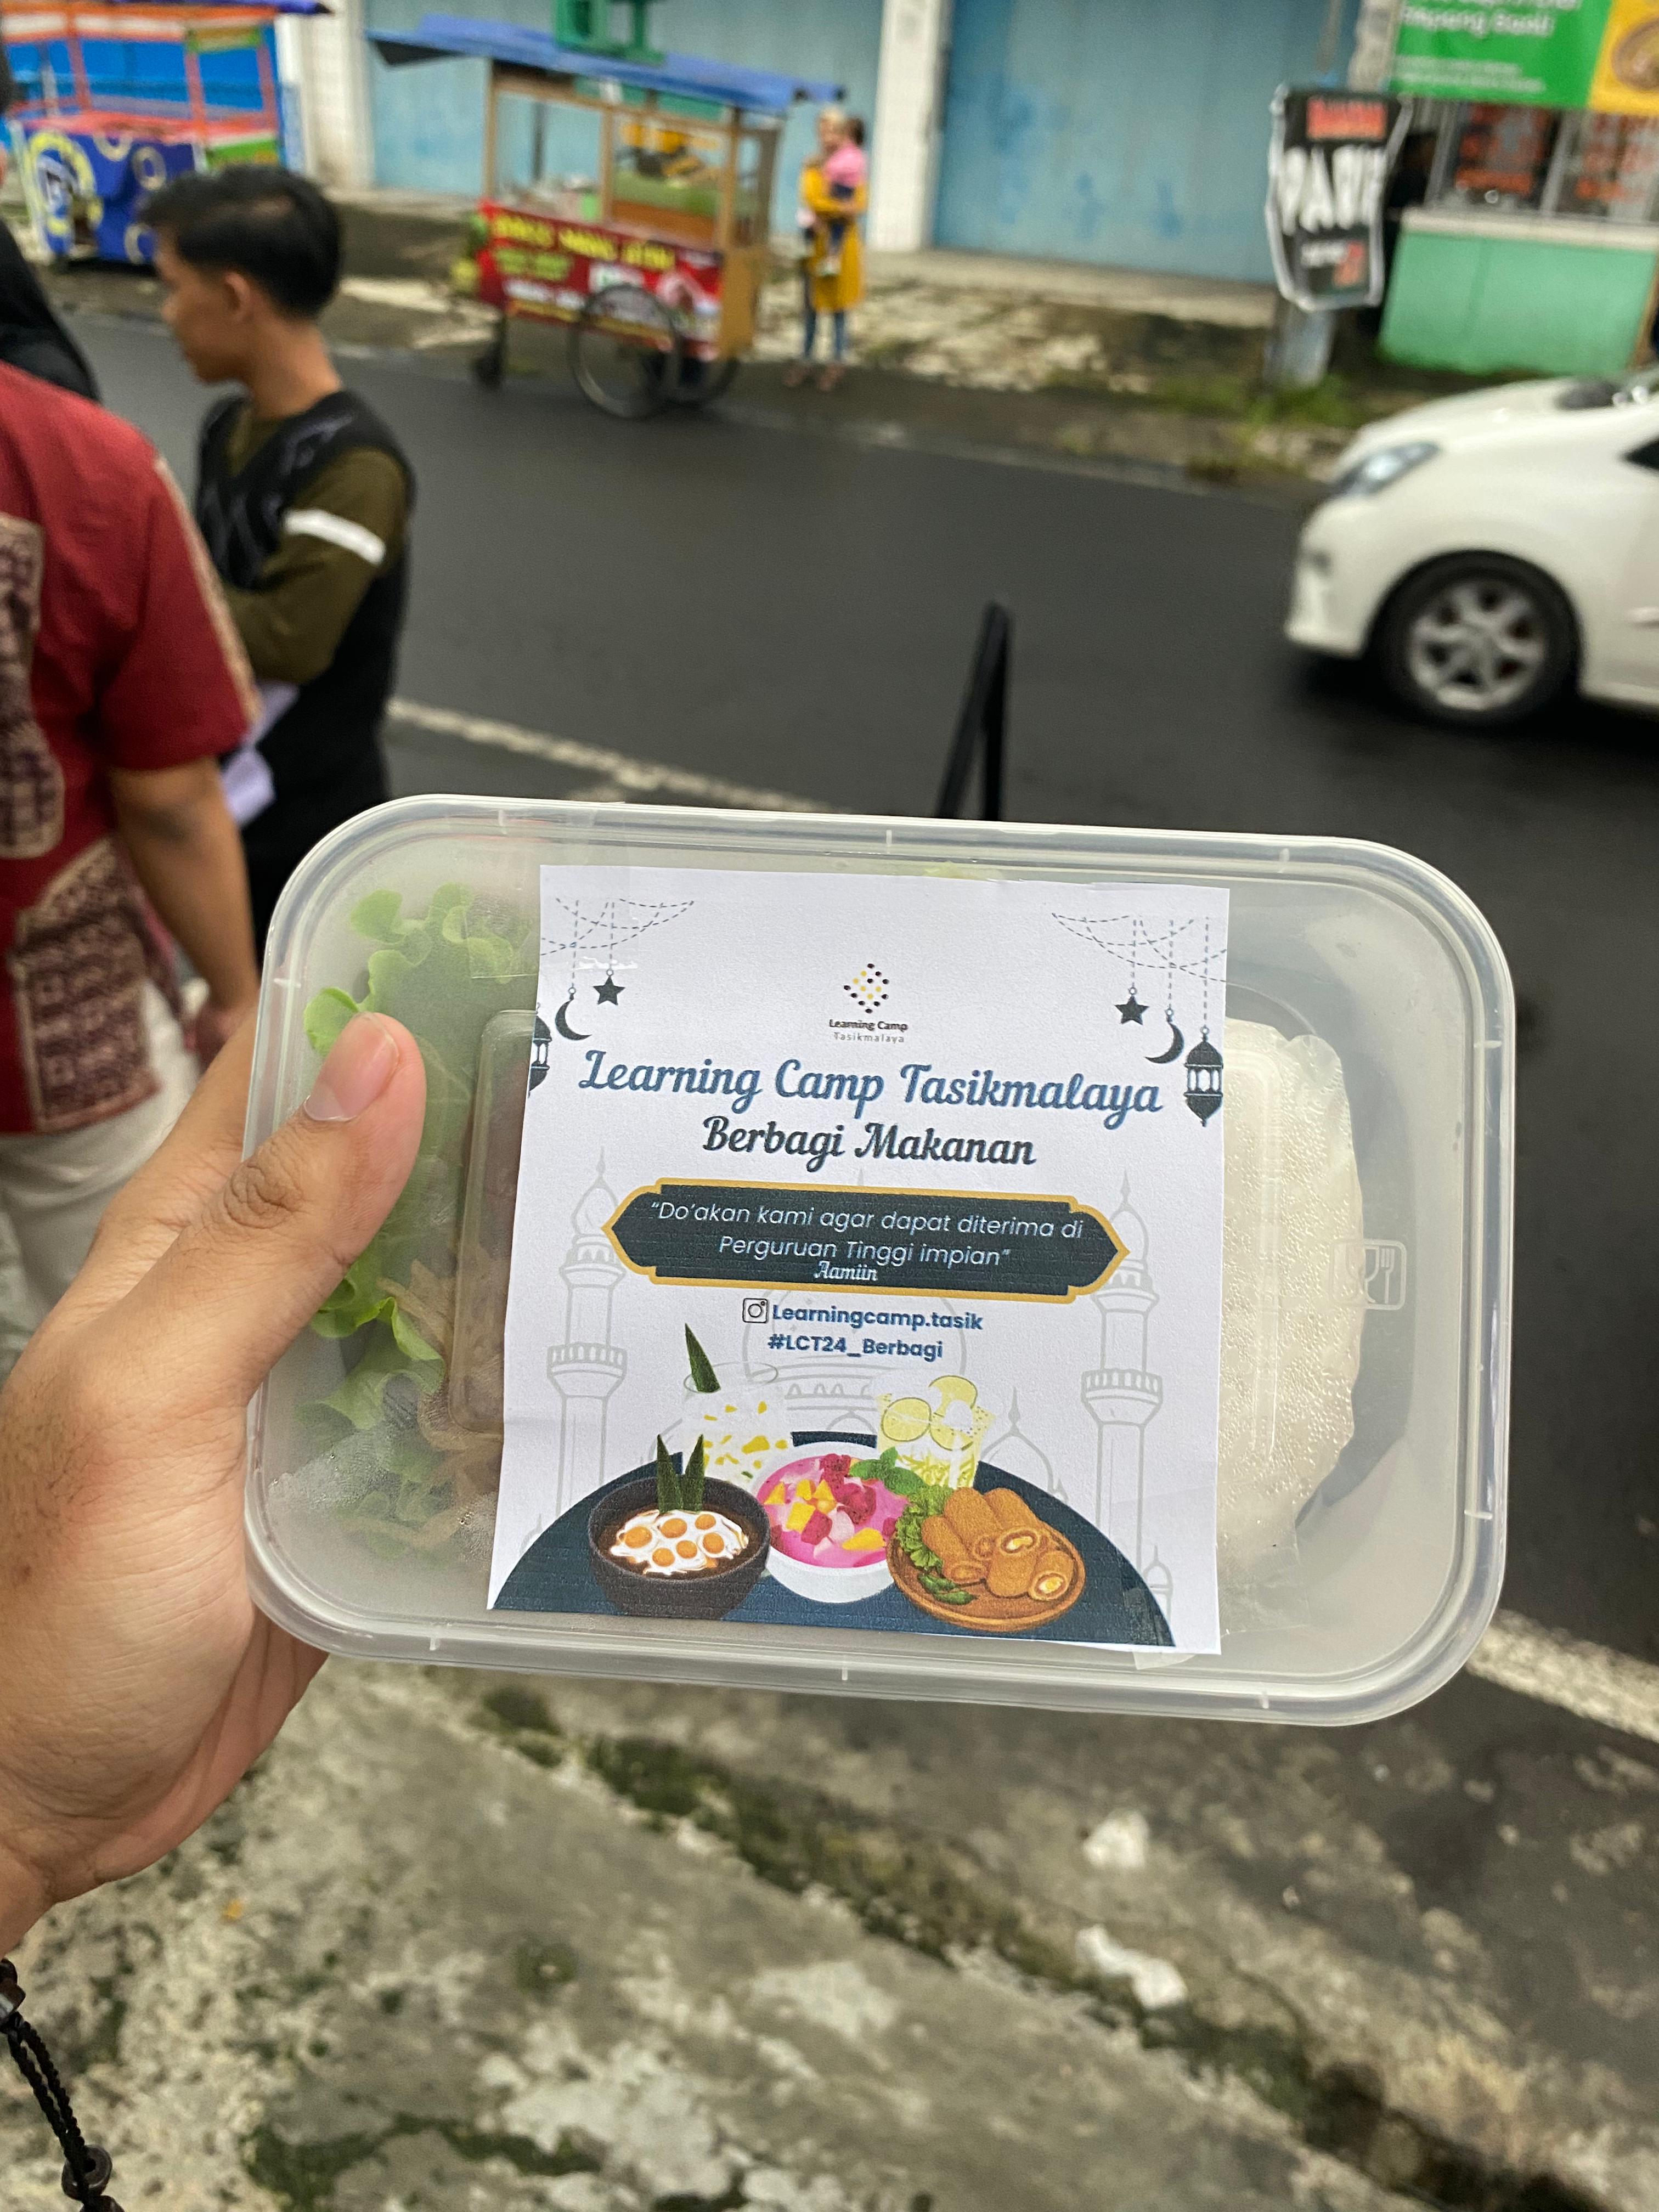 Learning Camp
Tasikmalaya
Learning Camp Tasikmalaya
Berbagi Makanan
"Do'akan kami agar dapat diterima di
Perguruan Tinggi impian"
Aamiin
Learningcamp.tasik
#LCT24_Berbagi